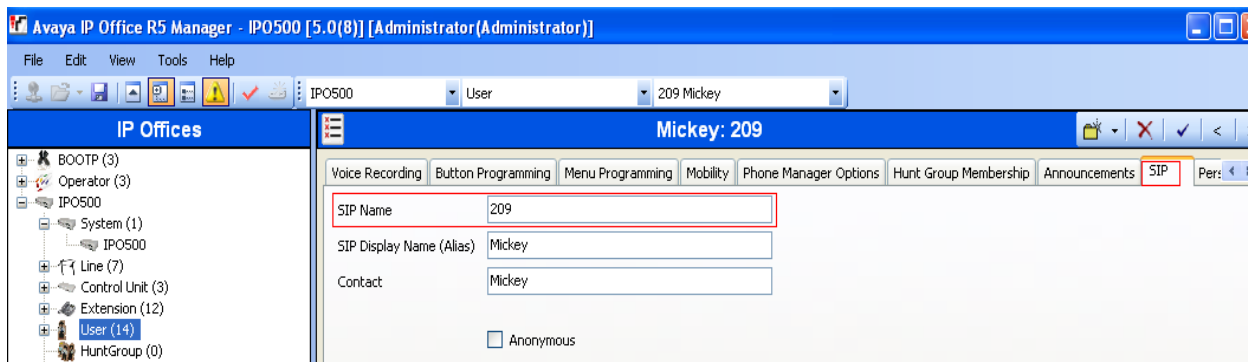 Avaya IP Office R5 Manager - IPO500 [5.0(8)] [Administrator(Administrator)]
File Edit View Tools Help
IPO500 User 209 Mickey
IP Offices
Mickey: 209
BOOTP (3)
Operator (3)
IPO500
System (1)
IPO500
Line (7)
Control Unit (3)
Extension (12)
User (14)
HuntGroup (0)
Voice Recording Button Programming Menu Programming Mobility Phone Manager Options Hunt Group Membership Announcements SIP
SIP Name 209
SIP Display Name (Alias) Mickey
Contact Mickey
Anonymous